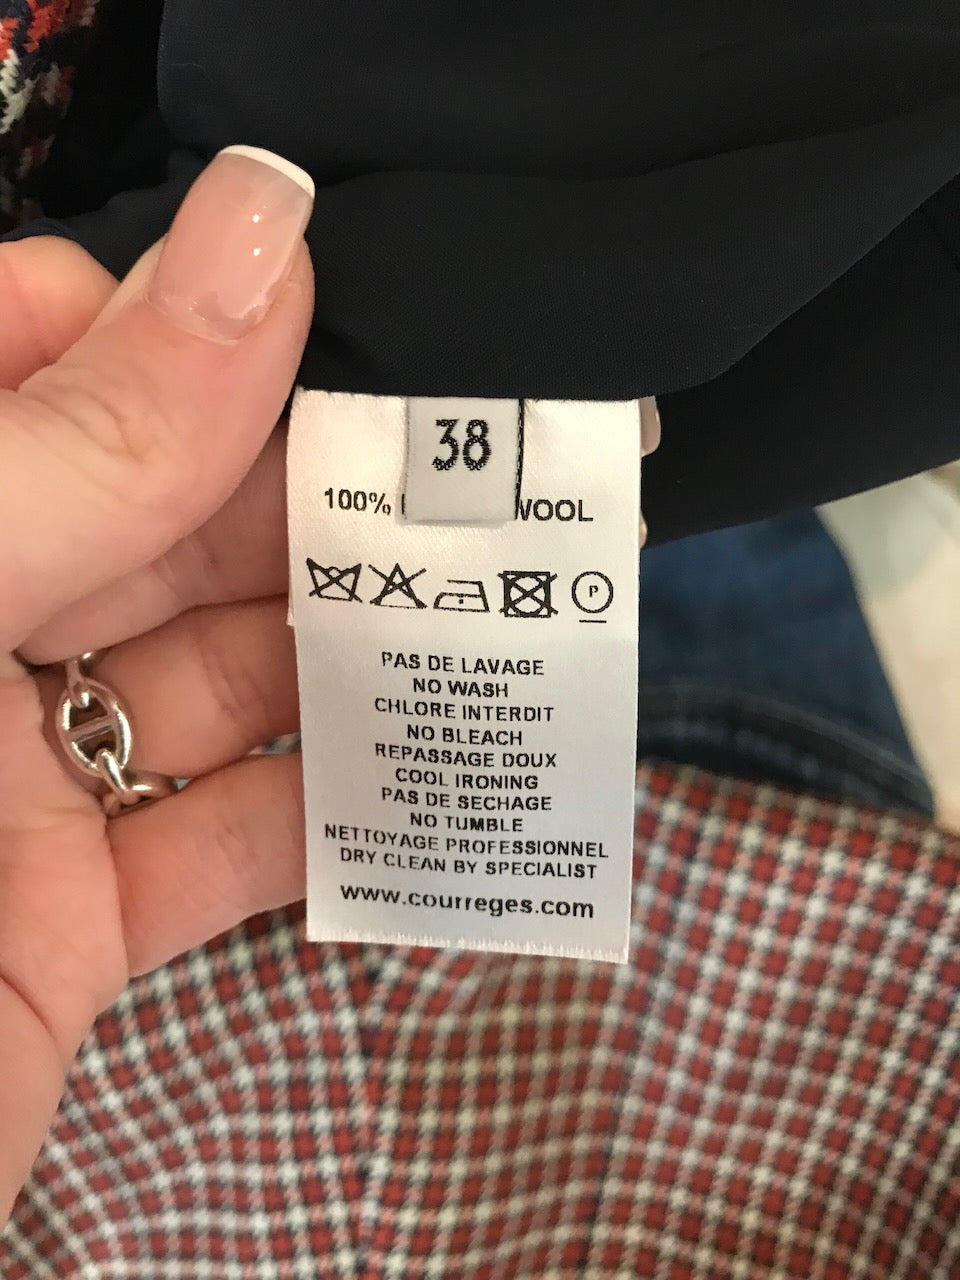 38
100% WOOL
P
PAS DE LAVAGE
NO WASH
CHLORE INTERDIT
NO BLEACH
REPASSAGE DOUX
COOL IRONING
PAS DE SECHAGE
NO TUMBLE
NETTOYAGE PROFESSIONNEL
DRY CLEAN BY SPECIALIST
www.courreges.com